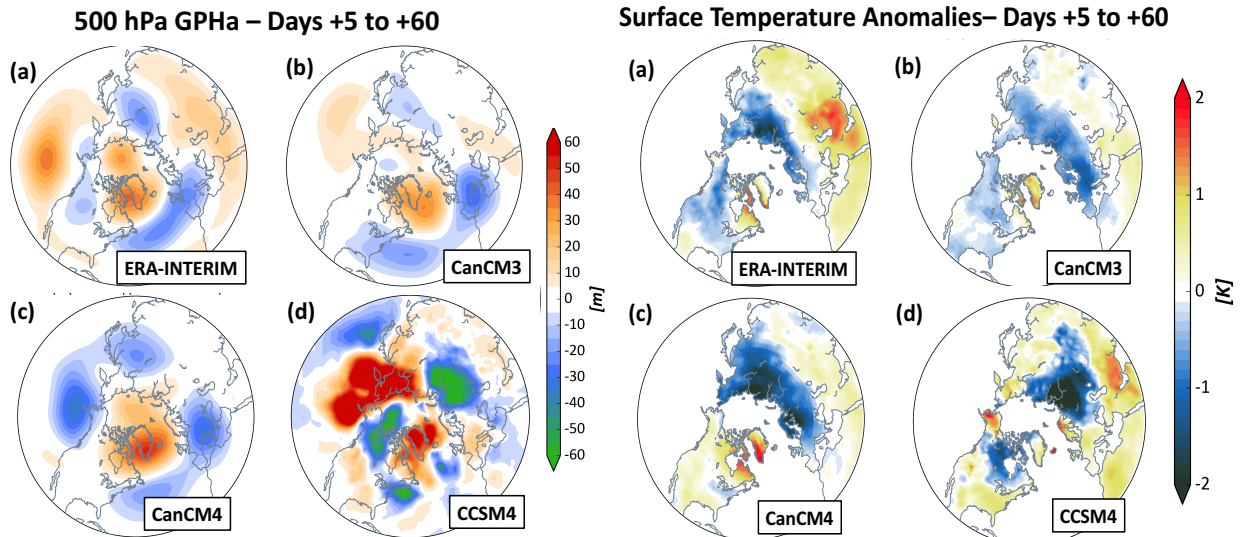 500 hPa GPHa – Days +5 to +60
(a)
(b)
ERA-INTERIM
CanCM3
(c)
(d)
CanCM4
CCSM4
60
50
40
30
20
10
0
-10
-20
-30
-40
-50
-60
[m]
Surface Temperature Anomalies– Days +5 to +60
(a)
(b)
ERA-INTERIM
CanCM3
(c)
(d)
CanCM4
CCSM4
2
1
0
-1
-2
[K]